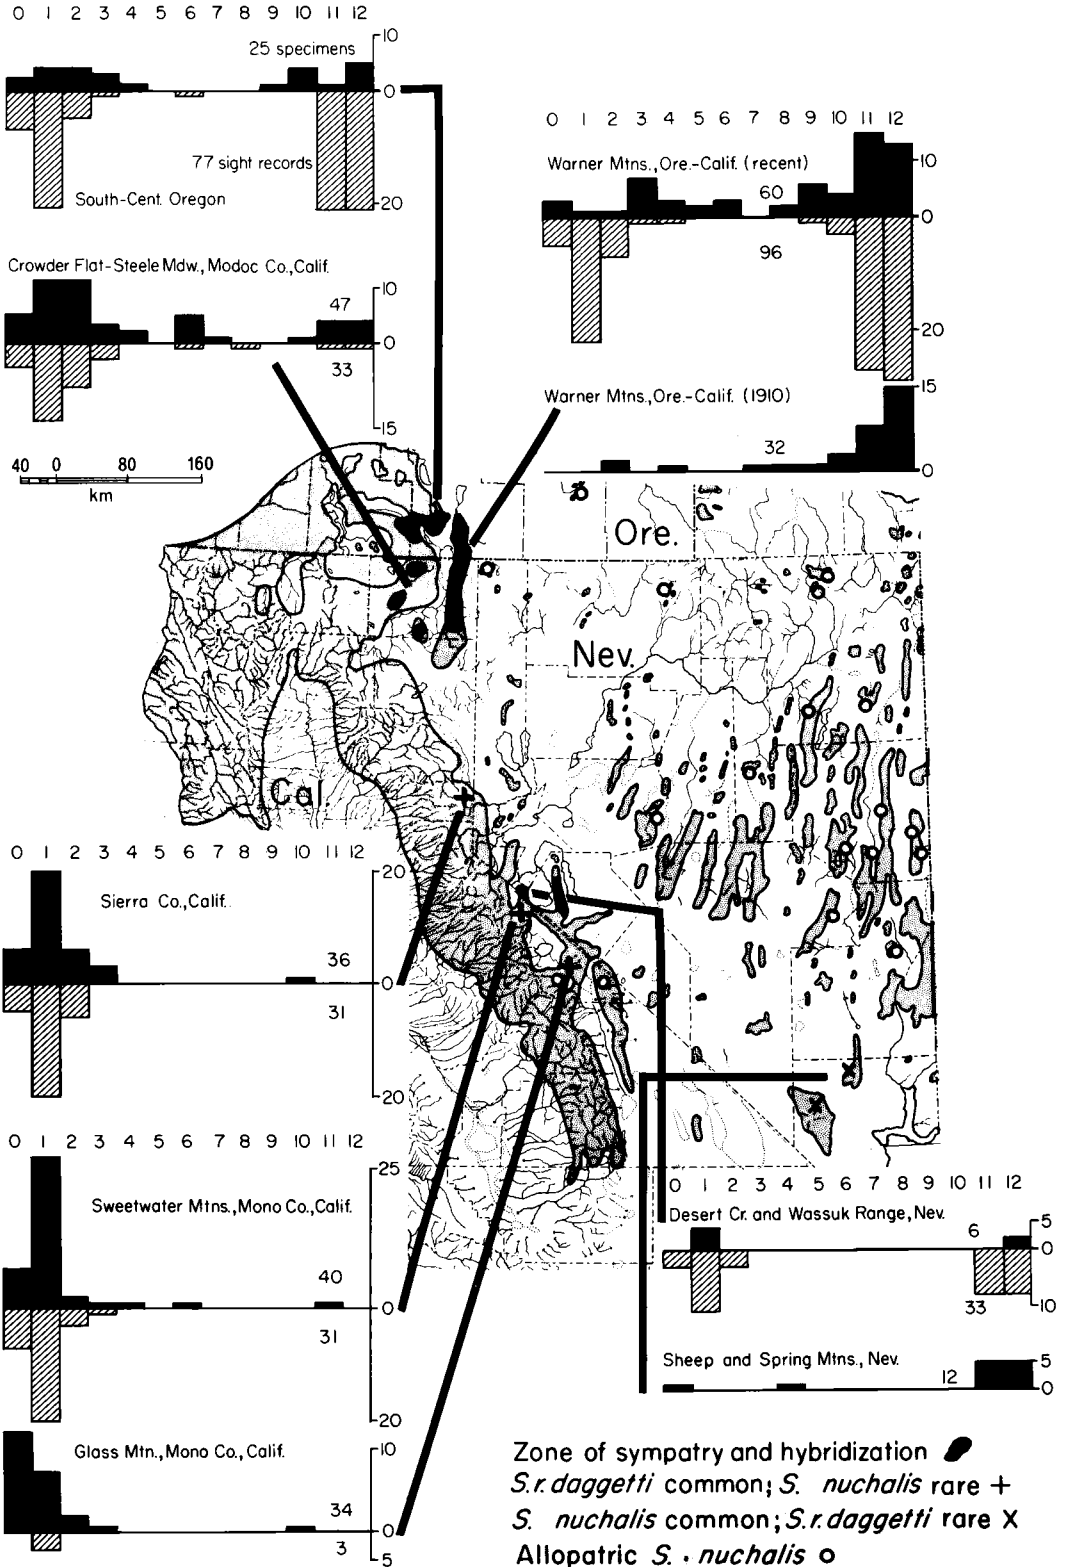 0 1 2 3 4 5 6 7 8 9 10 11 12
10
25 specimens
0
77 sight records
South-Cent. Oregon
20
0 1 2 3 4 5 6 7 8 9 10 11 12
Warner Mtns., Ore.-Calif. (recent)
10
60
0
96
20
Crowder Flat-Steele Mdw., Modoc Co., Calif.
10
47
0
33
15
Warner Mtns., Ore.-Calif. (1910)
15
32
0
40 0 80 160
km
Ore.
Nev.
Cal.
0 1 2 3 4 5 6 7 8 9 10 11 12
20
Sierra Co., Calif.
36
0
31
20
0 1 2 3 4 5 6 7 8 9 10 11 12
25
Sweetwater Mtns., Mono Co., Calif.
40
0
31
20
0 1 2 3 4 5 6 7 8 9 10 11 12
Desert Cr. and Wassuk Range, Nev.
6
5
0
33
10
Sheep and Spring Mtns., Nev.
12
5
0
Glass Mtn., Mono Co., Calif.
10
34
0
3
5
Zone of sympatry and hybridization
S.r. daggetti common; S. nuchalis rare +
S. nuchalis common; S.r. daggetti rare X
Allopatric S. · nuchalis o